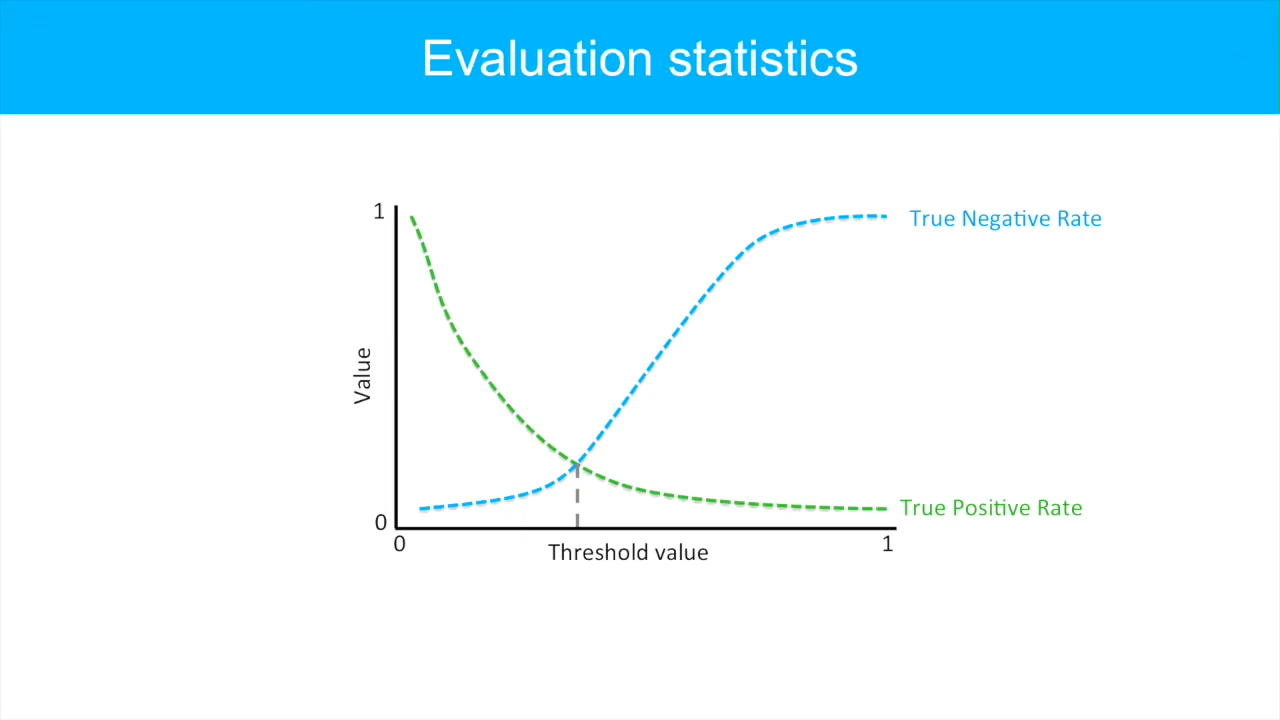 Evaluation statistics
1
True Negative Rate
Value
True Positive Rate
0
0
1
Threshold value